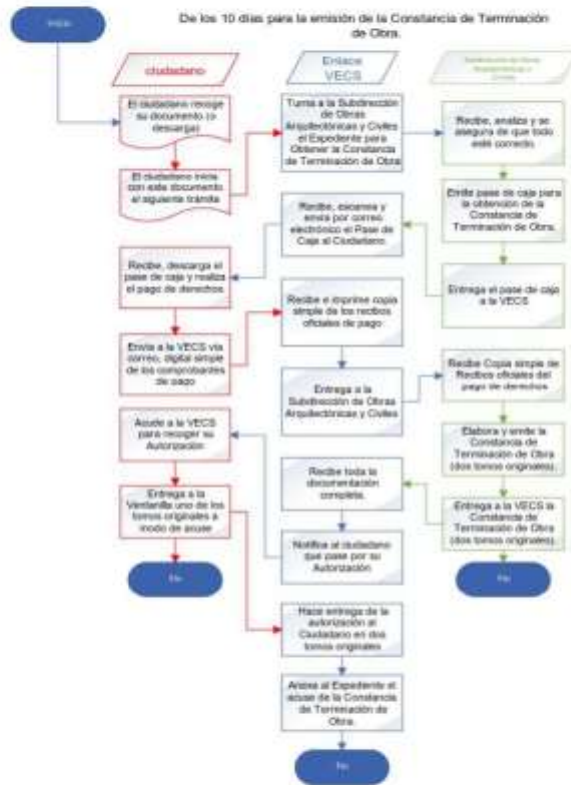 Inicio
De los 10 días para la emisión de la Constancia de Terminación
de Obra.
ciudadano
Enlace
VECS
Subdirección de Obras
Arquitectónicas y
Civiles
El ciudadano recoge
su documento (o
descarga)
El ciudadano inicia
con este documento
el siguiente trámite
Turna a la Subdirección
de Obras
Arquitectónicas y Civiles
el Expediente para
Obtener la Constancia
de Terminación de Obra
Recibe, analiza y se
asegura de que todo
esté correcto.
Emite pase de caja para
la obtención de la
Constancia de
Terminación de Obra.
Entrega el pase de caja
a la VECS
Recibe, escanea y
envía por correo
electrónico el Pase de
Caja al Ciudadano.
Recibe, descarga el
pase de caja y realiza
el pago de derechos
Envía a la VECS vía
correo, digital simple
de los comprobantes
de pago
Recibe e imprime copia
simple de los recibos
oficiales de pago
Entrega a la
Subdirección de Obras
Arquitectónicas y Civiles
Recibe Copia simple de
Recibos oficiales del
pago de derechos
Elabora y emite la
Constancia de
Terminación de Obra
(dos tomos originales).
Entrega a la VECS la
Constancia de
Terminación de Obra
(dos tomos originales).
Fin
Recibe toda la
documentación
completa.
Notifica al ciudadano
que pase por su
Autorización
Acude a la VECS
para recoger su
Autorización
Entrega a la
Ventanilla uno de los
tomos originales a
modo de acuse
Fin
Hace entrega de la
autorización al
Ciudadano en dos
tomos originales
Anexa al Expediente el
acuse de la Constancia
de Terminación de
Obra.
Fin